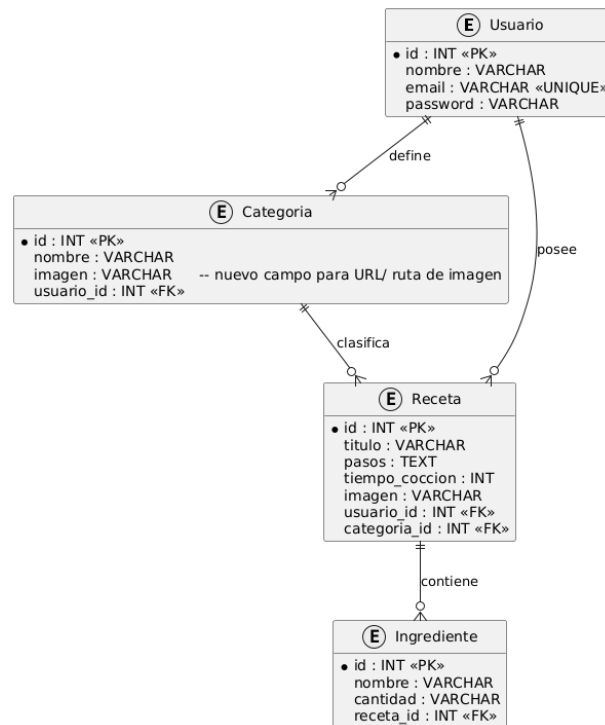 E Usuario
id : INT «PK»
nombre : VARCHAR
email : VARCHAR «UNIQUE»
password : VARCHAR
define
posee
E Categoria
id : INT «PK»
nombre : VARCHAR
imagen : VARCHAR -- nuevo campo para URL/ ruta de imagen
usuario_id : INT «FK»
clasifica
E Receta
id : INT «PK»
titulo : VARCHAR
pasos : TEXT
tiempo_coccion : INT
imagen : VARCHAR
usuario_id : INT «FK»
categoria_id : INT «FK»
contiene
E Ingrediente
id : INT «PK»
nombre : VARCHAR
cantidad : VARCHAR
receta_id : INT «FK»